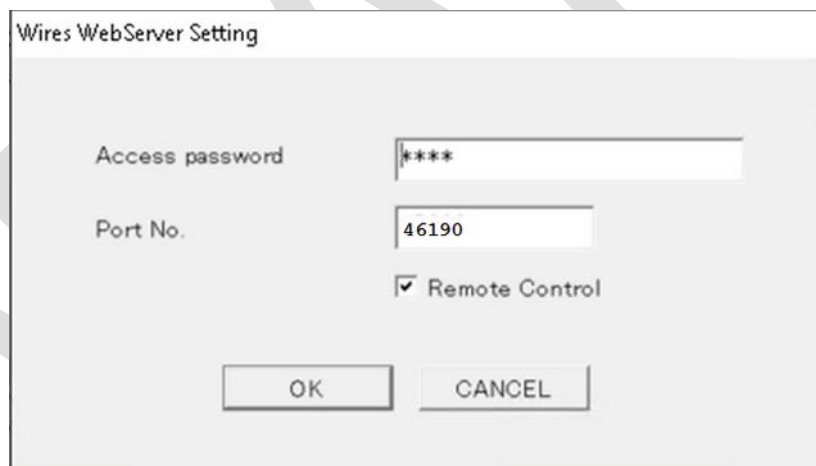 Wires WebServer Setting
Access password
****
Port No.
46190
Remote Control
OK
CANCEL